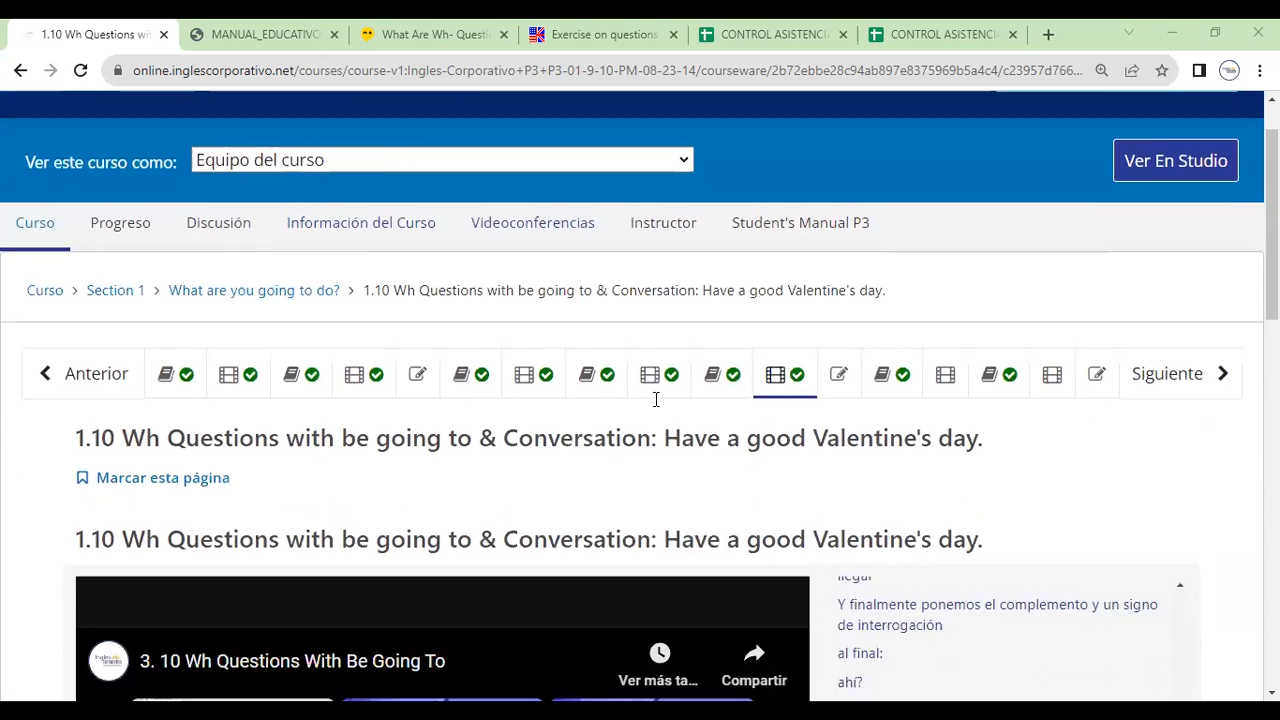 1.10 Wh Questions wit
MANUAL_EDUCATIVO
What Are Wh- Questi
Exercise on questions
CONTROL ASISTENCIA
CONTROL ASISTENCIA
online.inglescorporativo.net/courses/course-v1:Ingles-Corporativo+P3+P3-01-9-10-PM-08-23-14/courseware/2b72ebbe28c94ab897e8375969b5a4c4/c23957d766...
Ver este curso como:
Equipo del curso
Ver En Studio
Curso
Progreso
Discusión
Información del Curso
Videoconferencias
Instructor
Student's Manual P3
Curso > Section 1 > What are you going to do? > 1.10 Wh Questions with be going to & Conversation: Have a good Valentine's day.
Anterior
Siguiente
1.10 Wh Questions with be going to & Conversation: Have a good Valentine's day.
Marcar esta página
1.10 Wh Questions with be going to & Conversation: Have a good Valentine's day.
llegar
Y finalmente ponemos el complemento y un signo
de interrogación
al final:
ahí?
3. 10 Wh Questions With Be Going To
Ver más ta...
Compartir